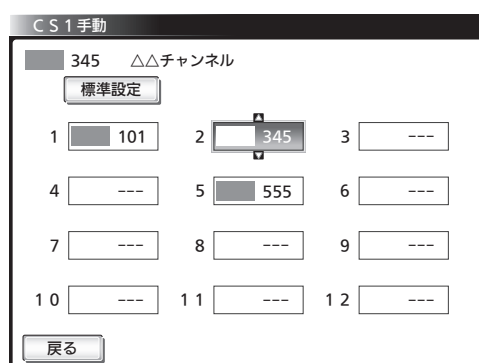 CS1手動
345 △△チャンネル
標準設定
1 101 2 345 3 ---
4 --- 5 555 6 ---
7 --- 8 --- 9 ---
10 --- 11 --- 12 ---
戻る